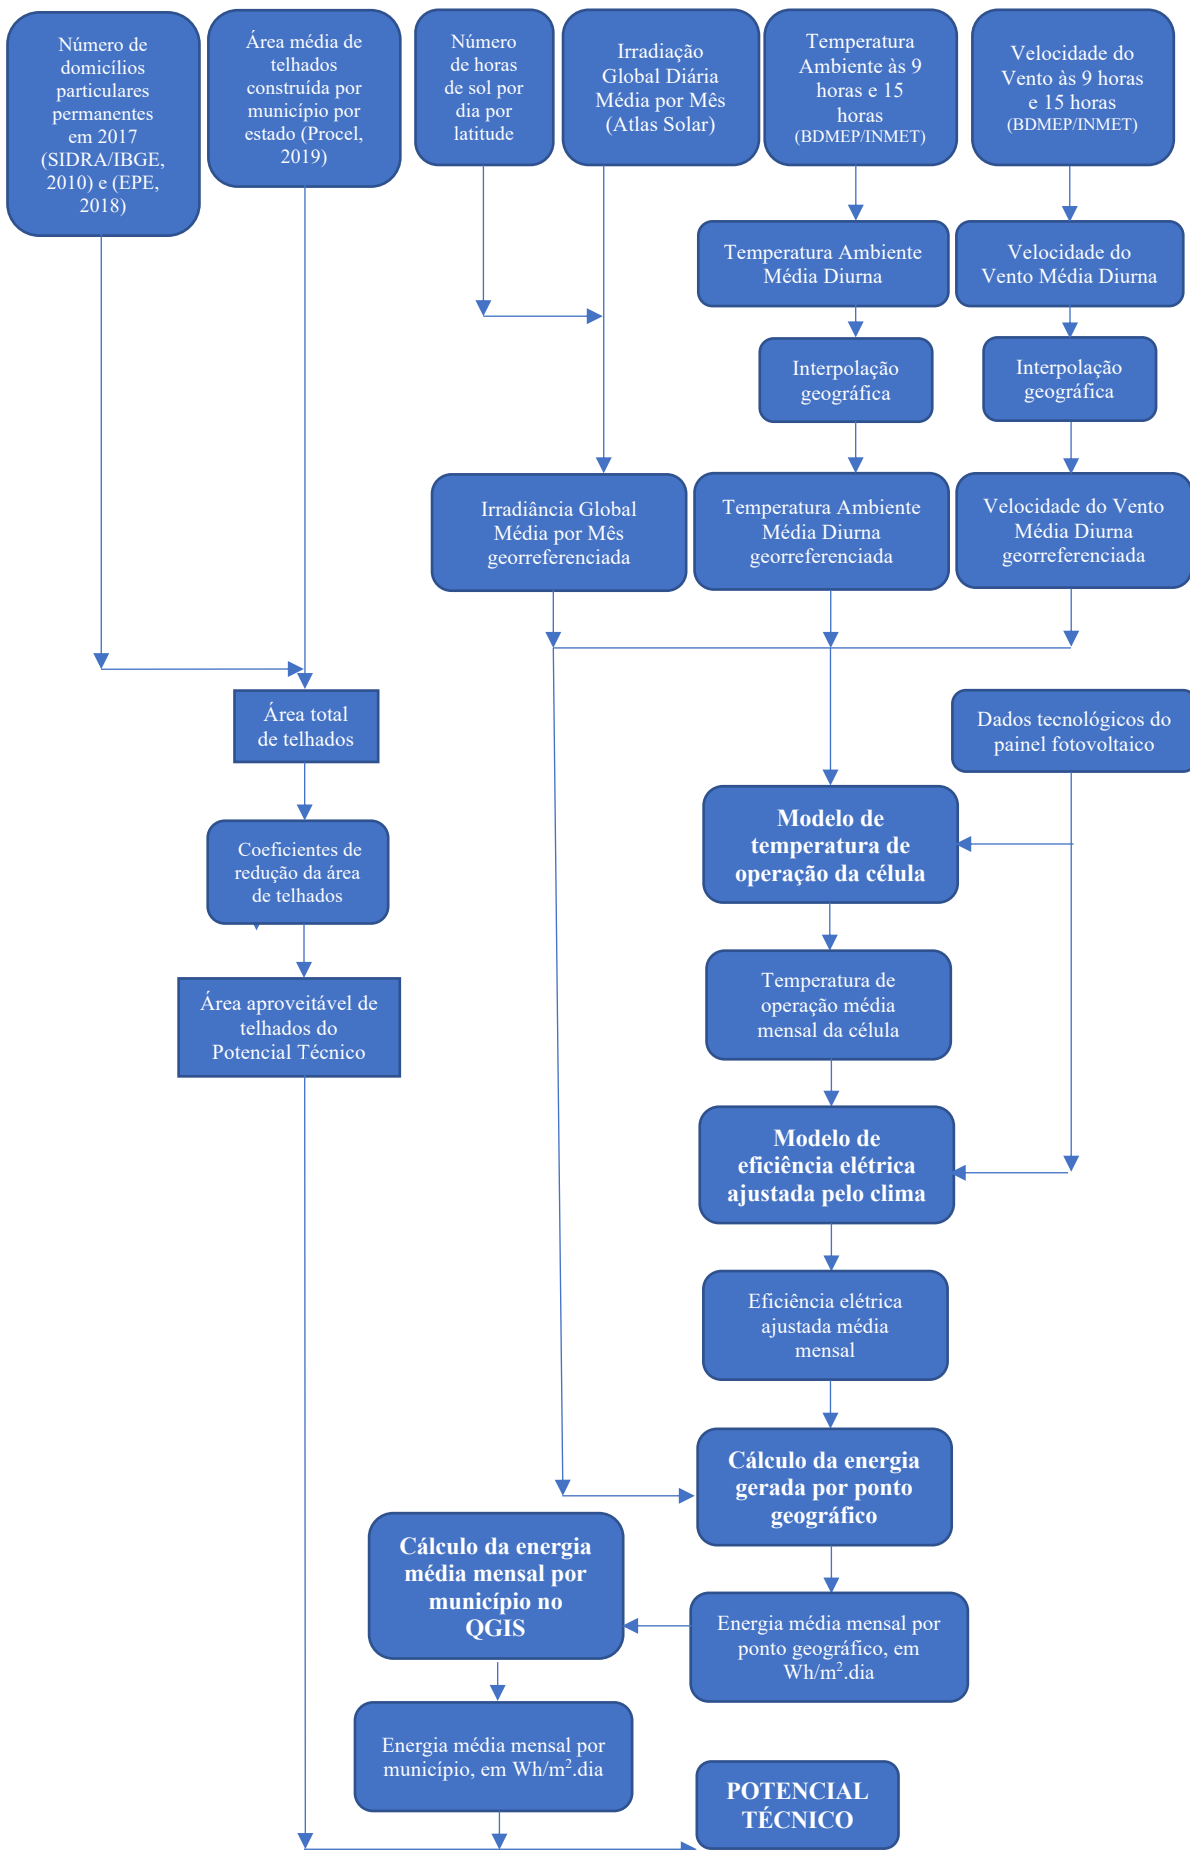 Número de
domicílios
particulares
permanentes
em 2017
(SIDRA/IBGE,
2010) e (EPE,
2018)
Área média de
telhados
construída por
município por
estado (Procel,
2019)
Número
de horas
de sol por
dia por
latitude
Irradiação
Global Diária
Média por Mês
(Atlas Solar)
Temperatura
Ambiente às 9
horas e 15
horas
(BDMEP/INMET)
Velocidade do
Vento às 9 horas
e 15 horas
(BDMEP/INMET)
Temperatura Ambiente
Média Diurna
Velocidade do
Vento Média Diurna
Interpolação
geográfica
Interpolação
geográfica
Irradiância Global
Média por Mês
georreferenciada
Temperatura Ambiente
Média Diurna
georreferenciada
Velocidade do Vento
Média Diurna
georreferenciada
Área total
de telhados
Dados tecnológicos do
painel fotovoltaico
Modelo de
temperatura de
operação da célula
Coeficientes de
redução da área
de telhados
Temperatura de
operação média
mensal da célula
Área aproveitável de
telhados do
Potencial Técnico
Modelo de
eficiência elétrica
ajustada pelo clima
Eficiência elétrica
ajustada média
mensal
Cálculo da energia
gerada por ponto
geográfico
Cálculo da energia
média mensal por
município no
QGIS
Energia média mensal por
ponto geográfico, em
Wh/m².dia
Energia média mensal por
município, em Wh/m².dia
POTENCIAL
TÉCNICO